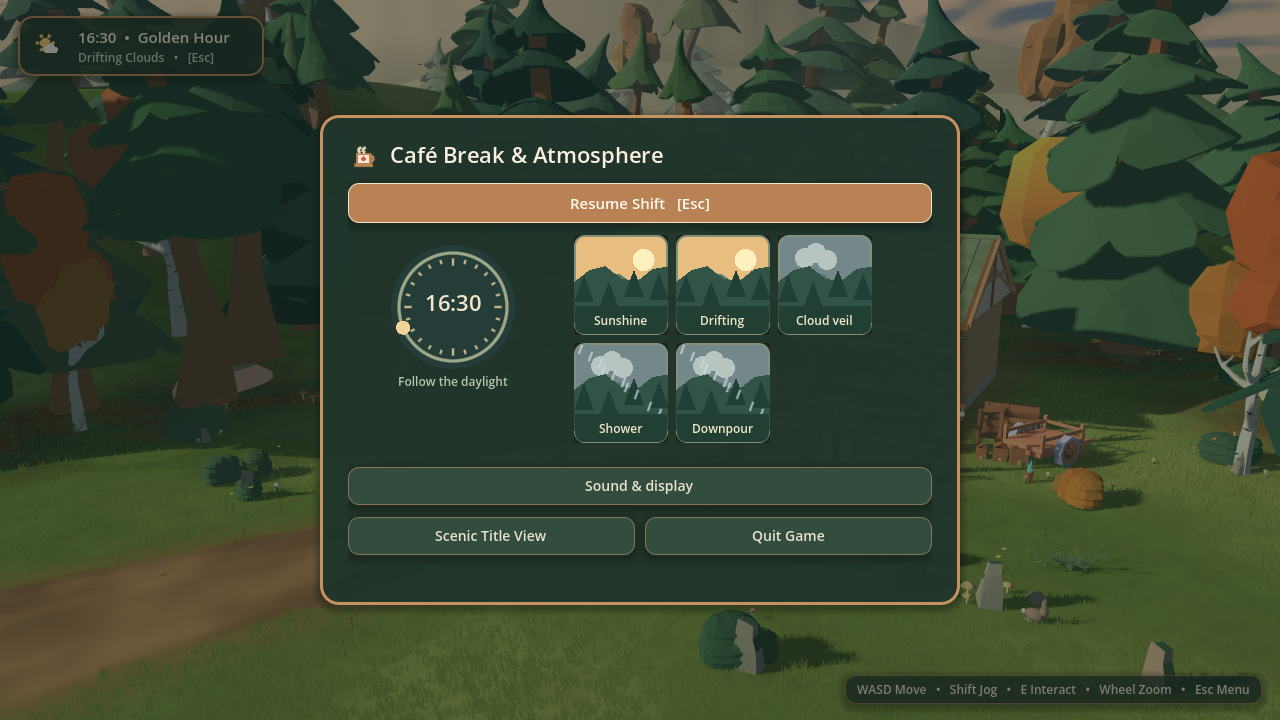 16:30 • Golden Hour
Drifting Clouds • [Esc]
Café Break & Atmosphere
Resume Shift [Esc]
16:30
Follow the daylight
Sunshine
Drifting
Cloud veil
Shower
Downpour
Sound & display
Scenic Title View
Quit Game
WASD Move • Shift Jog • E Interact • Wheel Zoom • Esc Menu